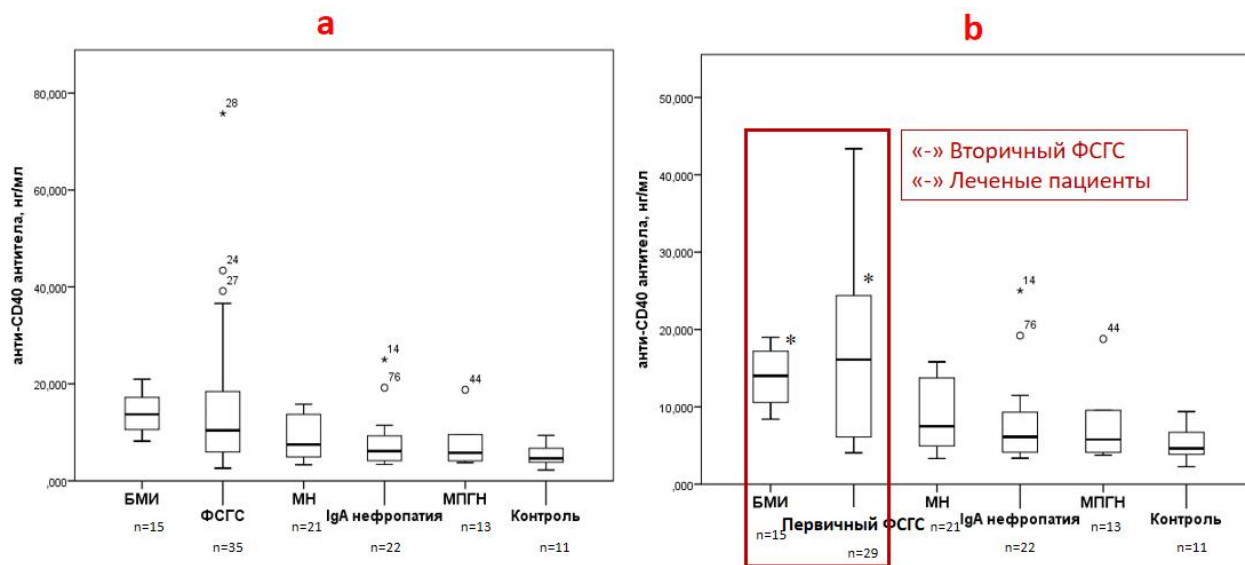 a
80,000
60,000
40,000
20,000
,000
анти-CD40 антитела, нг/мл
28
24
27
14
76
44
БМИ
ФСГС
МН
IgA нефропатия
МПГН
Контроль
n=15
n=35
n=21
n=22
n=13
n=11
b
50,000
40,000
30,000
20,000
10,000
,000
анти-CD40 антитела, нг/мл
«-» Вторичный ФСГС
«-» Леченые пациенты
*
*
14
76
44
БМИ
Первичный ФСГС
МН
IgA нефропатия
МПГН
Контроль
n=15
n=29
n=21
n=22
n=13
n=11